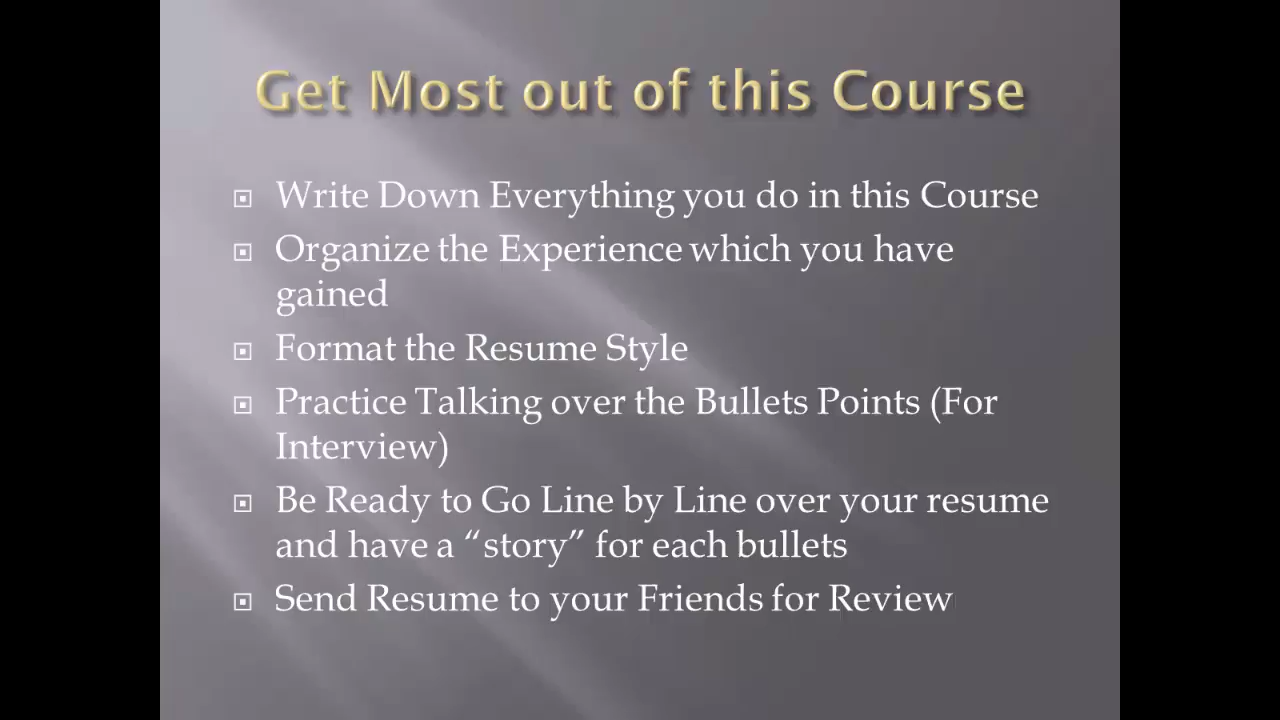 Get Most out of this Course
Write Down Everything you do in this Course
Organize the Experience which you have
gained
Format the Resume Style
Practice Talking over the Bullets Points (For
Interview)
Be Ready to Go Line by Line over your resume
and have a “story” for each bullets
Send Resume to your Friends for Review